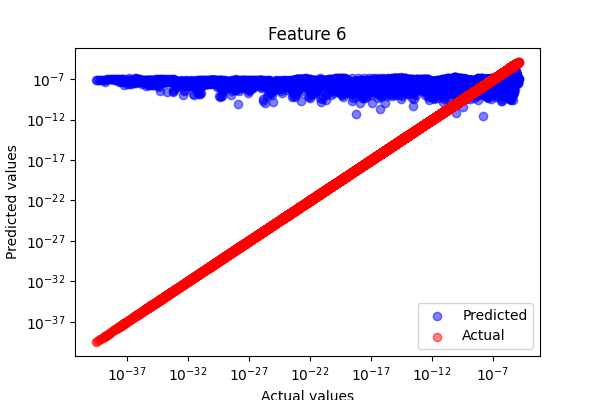 Feature 6
Predicted values
10⁻⁷
10⁻¹²
10⁻¹⁷
10⁻²²
10⁻²⁷
10⁻³²
10⁻³⁷
Predicted
Actual
10⁻³⁷ 10⁻³² 10⁻²⁷ 10⁻²² 10⁻¹⁷ 10⁻¹² 10⁻⁷
Actual values